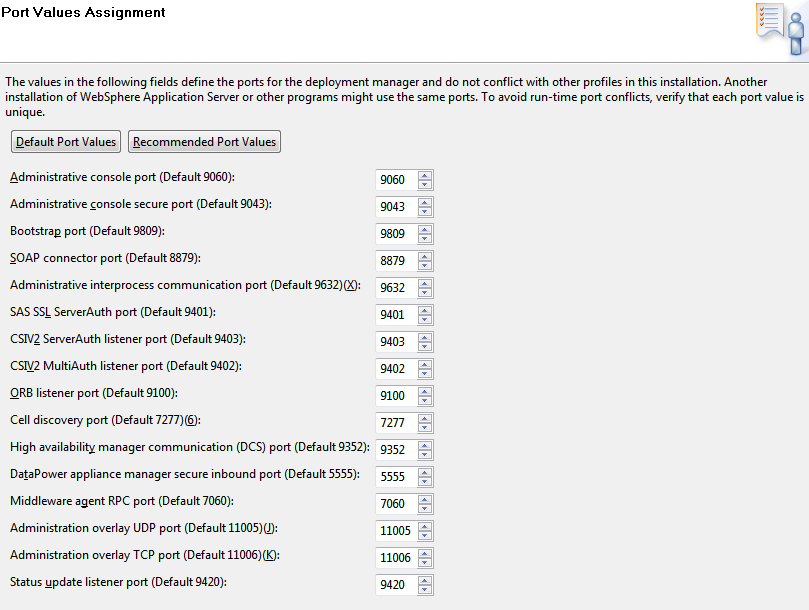 Port Values Assignment
The values in the following fields define the ports for the deployment manager and do not conflict with other profiles in this installation. Another
installation of WebSphere Application Server or other programs might use the same ports. To avoid run-time port conflicts, verify that each port value is
unique.
Default Port Values Recommended Port Values
Administrative console port (Default 9060): 9060
Administrative console secure port (Default 9043): 9043
Bootstrap port (Default 9809): 9809
SOAP connector port (Default 8879): 8879
Administrative interprocess communication port (Default 9632)(X): 9632
SAS SSL ServerAuth port (Default 9401): 9401
CSIV2 ServerAuth listener port (Default 9403): 9403
CSIV2 MultiAuth listener port (Default 9402): 9402
ORB listener port (Default 9100): 9100
Cell discovery port (Default 7277)(6): 7277
High availability manager communication (DCS) port (Default 9352): 9352
DataPower appliance manager secure inbound port (Default 5555): 5555
Middleware agent RPC port (Default 7060): 7060
Administration overlay UDP port (Default 11005)(J): 11005
Administration overlay TCP port (Default 11006)(K): 11006
Status update listener port (Default 9420): 9420